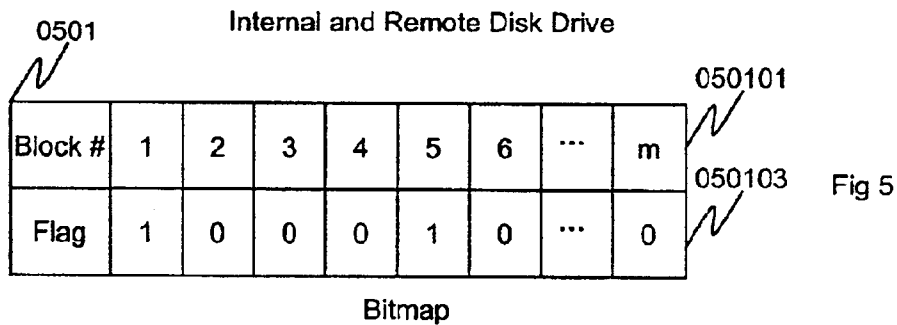 Internal and Remote Disk Drive
0501
050101
Block # 1 2 3 4 5 6 ... m
050103
Flag 1 0 0 0 1 0 ... 0
Fig 5
Bitmap